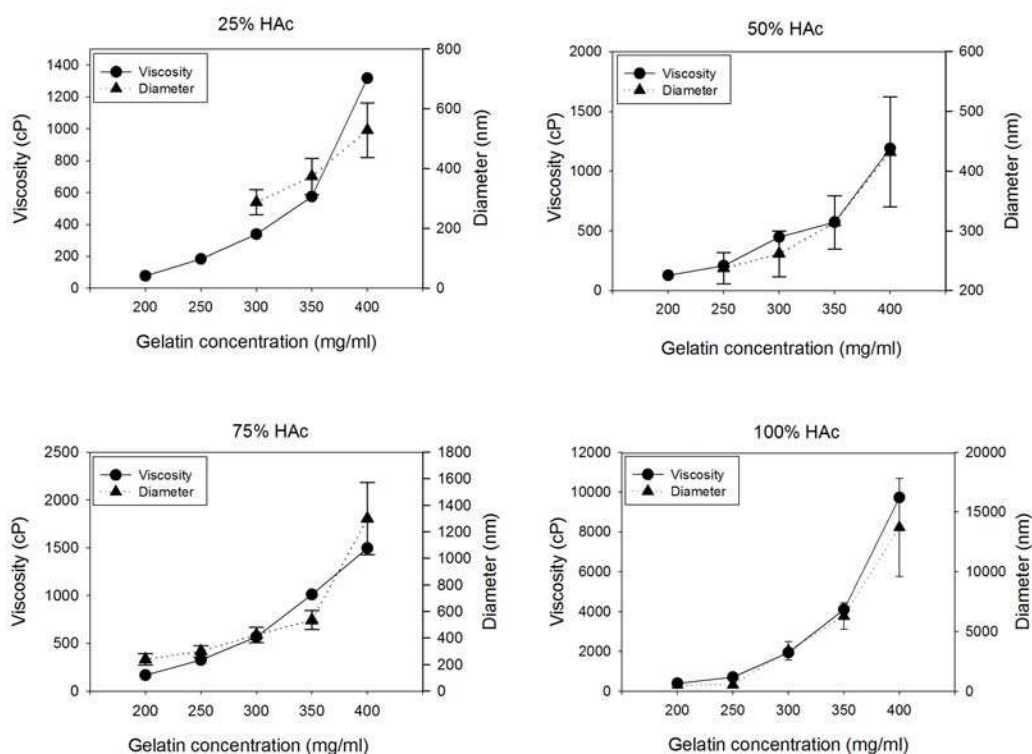 25% HAc
Viscosity (cP)
1400
1200
1000
800
600
400
200
0
Viscosity
Diameter
800
600
400
200
0
Diameter (nm)
200 250 300 350 400
Gelatin concentration (mg/ml)
50% HAc
Viscosity (cP)
2000
1500
1000
500
0
Viscosity
Diameter
600
500
400
300
200
Diameter (nm)
200 250 300 350 400
Gelatin concentration (mg/ml)
75% HAc
Viscosity (cP)
2500
2000
1500
1000
500
0
Viscosity
Diameter
1800
1600
1400
1200
1000
800
600
400
200
0
Diameter (nm)
200 250 300 350 400
Gelatin concentration (mg/ml)
100% HAc
Viscosity (cP)
12000
10000
8000
6000
4000
2000
0
Viscosity
Diameter
20000
15000
10000
5000
0
Diameter (nm)
200 250 300 350 400
Gelatin concentration (mg/ml)